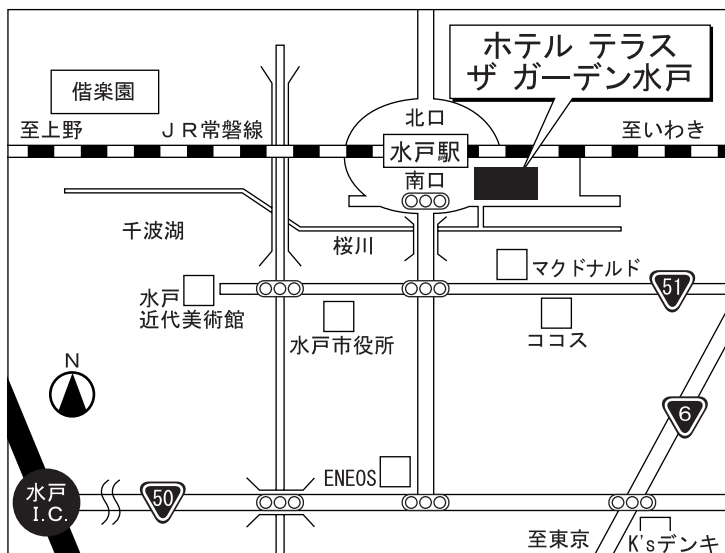 ホテル テラス
ザ ガーデン水戸
偕楽園
北口
至上野
JR常磐線
水戸駅
至いわき
南口
千波湖
桜川
マクドナルド
51
水戸
近代美術館
水戸市役所
ココス
N
6
ENEOS
水戸
I.C.
50
至東京
K'sデンキ